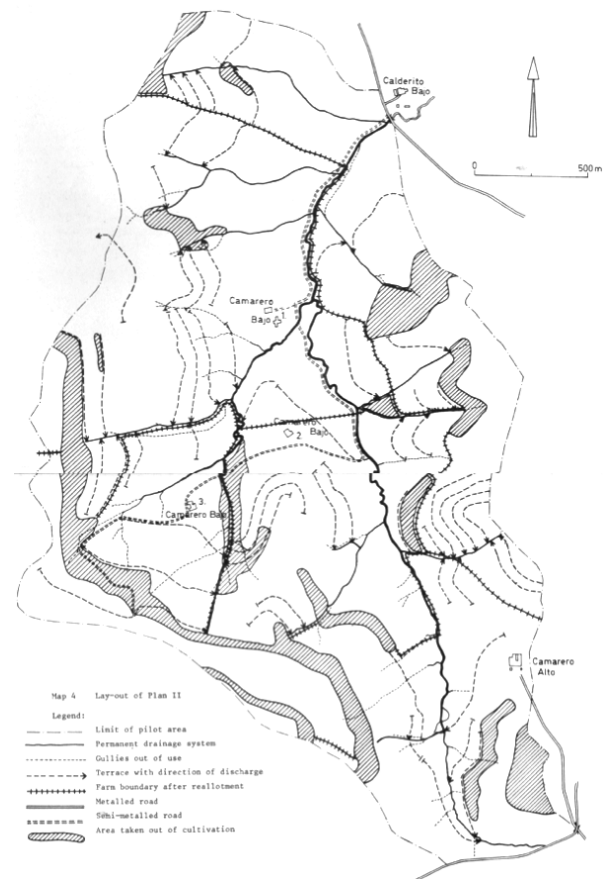 Calderito
Bajo
0
500 m
Camarero
Bajo
1
Camarero
Bajo
2
3
Camarero Bajo
Camarero
Alto
Map 4 Lay-out of Plan II
Legend:
Limit of pilot area
Permanent drainage system
Gullies out of use
Terrace with direction of discharge
Farm boundary after reallotment
Metalled road
Semi-metalled road
Area taken out of cultivation